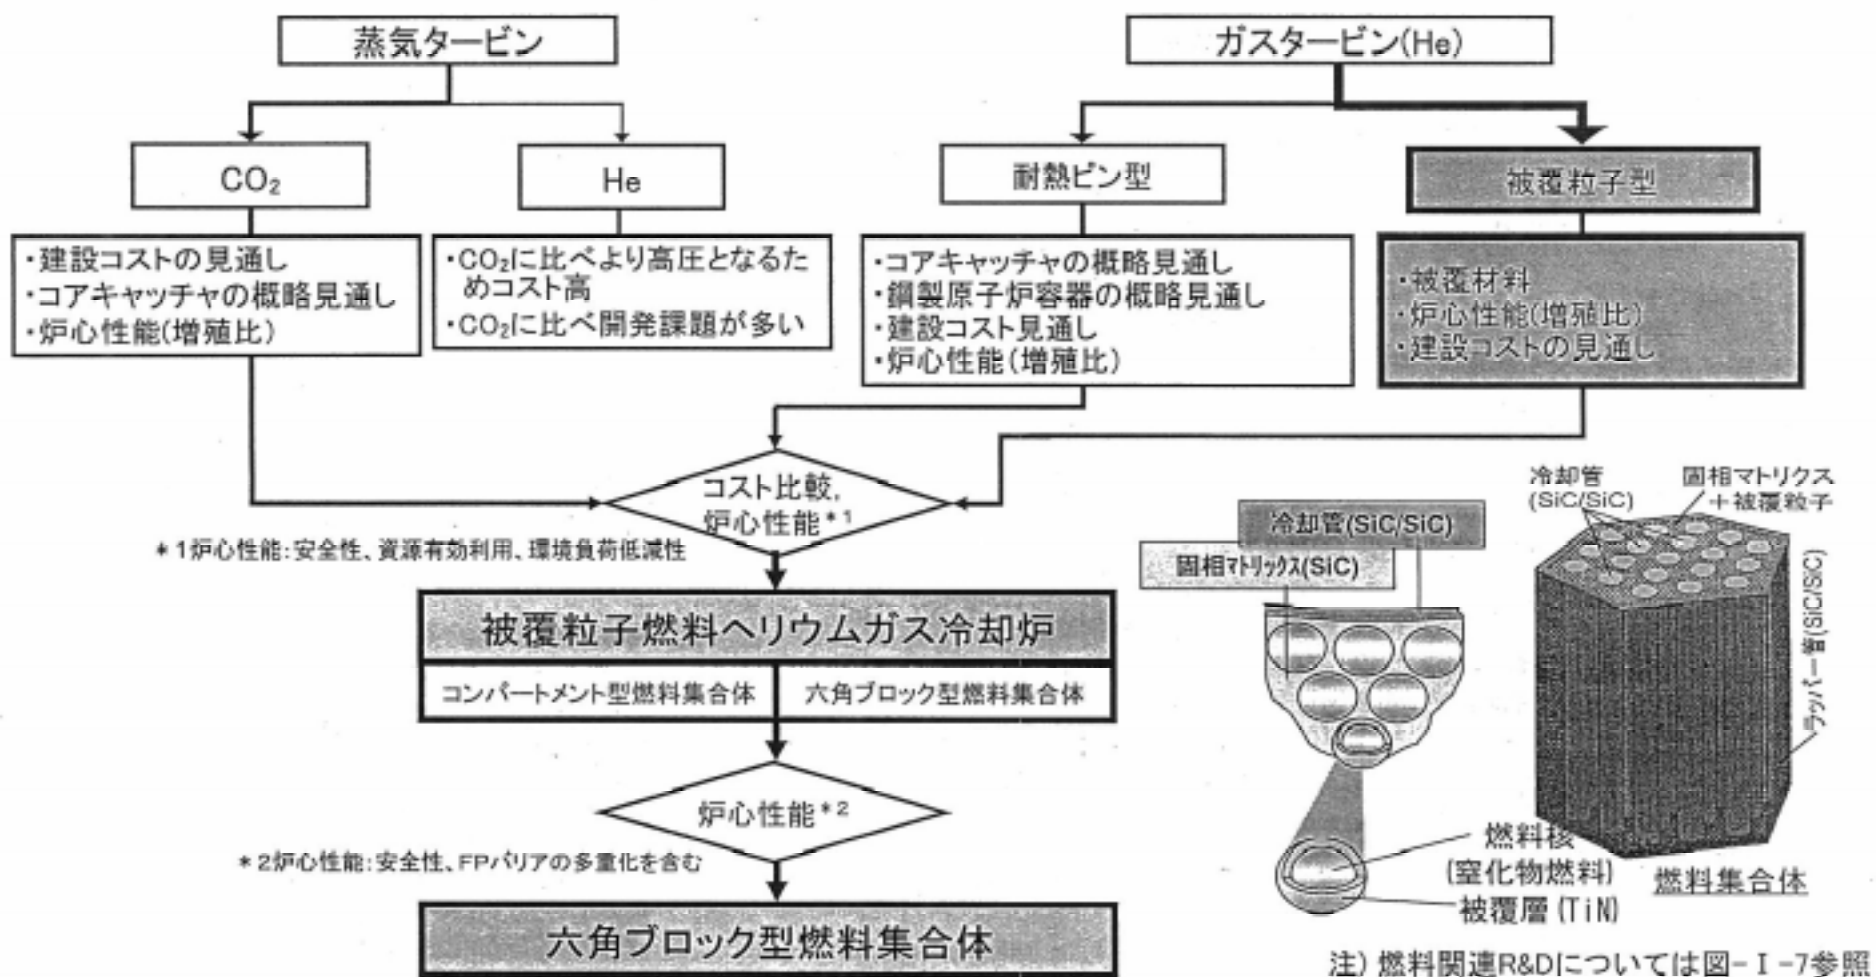 蒸気タービン
ガスタービン(He)
CO₂
He
耐熱ピン型
被覆粒子型
・建設コストの見通し
・コアキャッチャの概略見通し
・炉心性能(増殖比)
・CO₂に比べより高圧となるた
めコスト高
・CO₂に比べ開発課題が多い
・コアキャッチャの概略見通し
・鋼製原子炉容器の概略見通し
・建設コスト見通し
・炉心性能(増殖比)
・被覆材料
・炉心性能(増殖比)
・建設コストの見通し
コスト比較,
炉心性能*1
*1炉心性能:安全性、資源有効利用、環境負荷低減性
被覆粒子燃料ヘリウムガス冷却炉
コンパートメント型燃料集合体
六角ブロック型燃料集合体
炉心性能*2
*2炉心性能:安全性、FPバリアの多重化を含む
六角ブロック型燃料集合体
冷却管(SiC/SiC)
固相マトリックス(SiC)
冷却管
(SiC/SiC)
固相マトリクス
+被覆粒子
ラッパー管(SiC/SiC)
燃料核
(窒化物燃料)
被覆層(TiN)
燃料集合体
注) 燃料関連R&Dについては図-Ⅰ-7参照